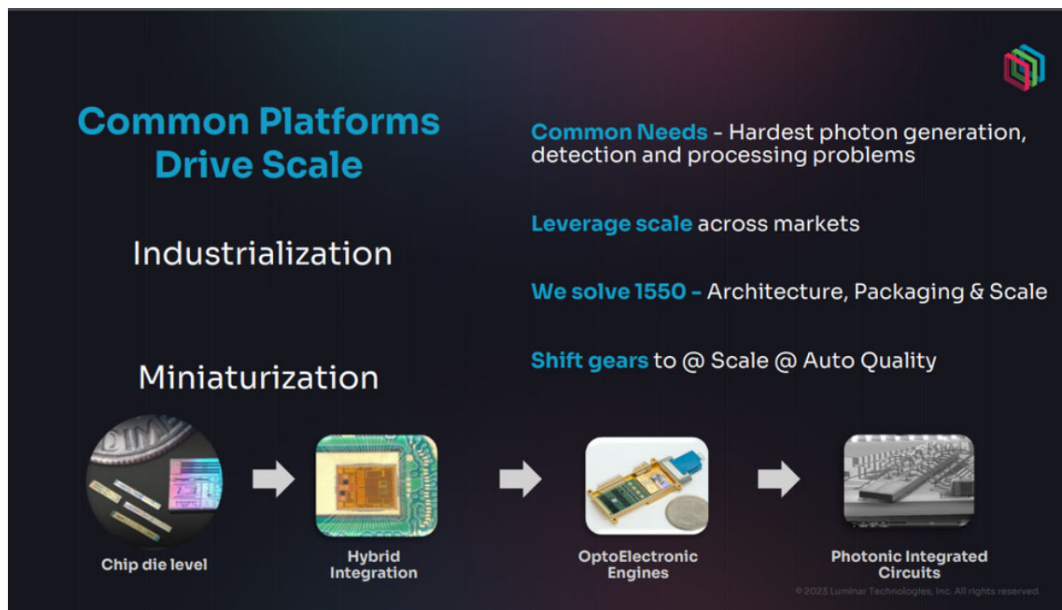 Common Platforms
Drive Scale
Industrialization
Miniaturization
Common Needs - Hardest photon generation,
detection and processing problems
Leverage scale across markets
We solve 1550 - Architecture, Packaging & Scale
Shift gears to @ Scale @ Auto Quality
DIME
Chip die level
Hybrid
Integration
OptoElectronic
Engines
Photonic Integrated
Circuits
© 2023 Luminar Technologies, Inc. All rights reserved.